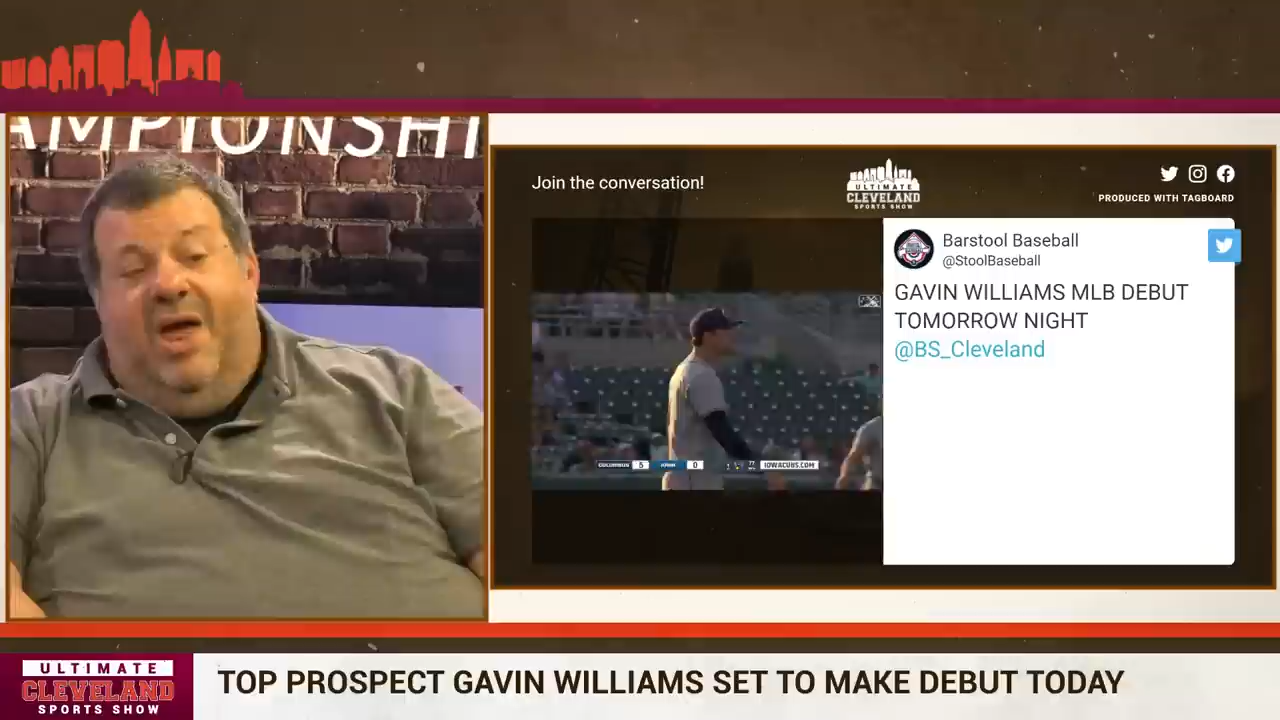 AMPIONSHI
Join the conversation!
ULTIMATE
CLEVELAND
SPORTS SHOW
PRODUCED WITH TAGBOARD
Barstool Baseball
@StoolBaseball
GAVIN WILLIAMS MLB DEBUT
TOMORROW NIGHT
@BS_Cleveland
COLUMBUS 5 IOWA 0 1 IOWACUBS.COM
ULTIMATE
CLEVELAND
SPORTS SHOW
TOP PROSPECT GAVIN WILLIAMS SET TO MAKE DEBUT TODAY